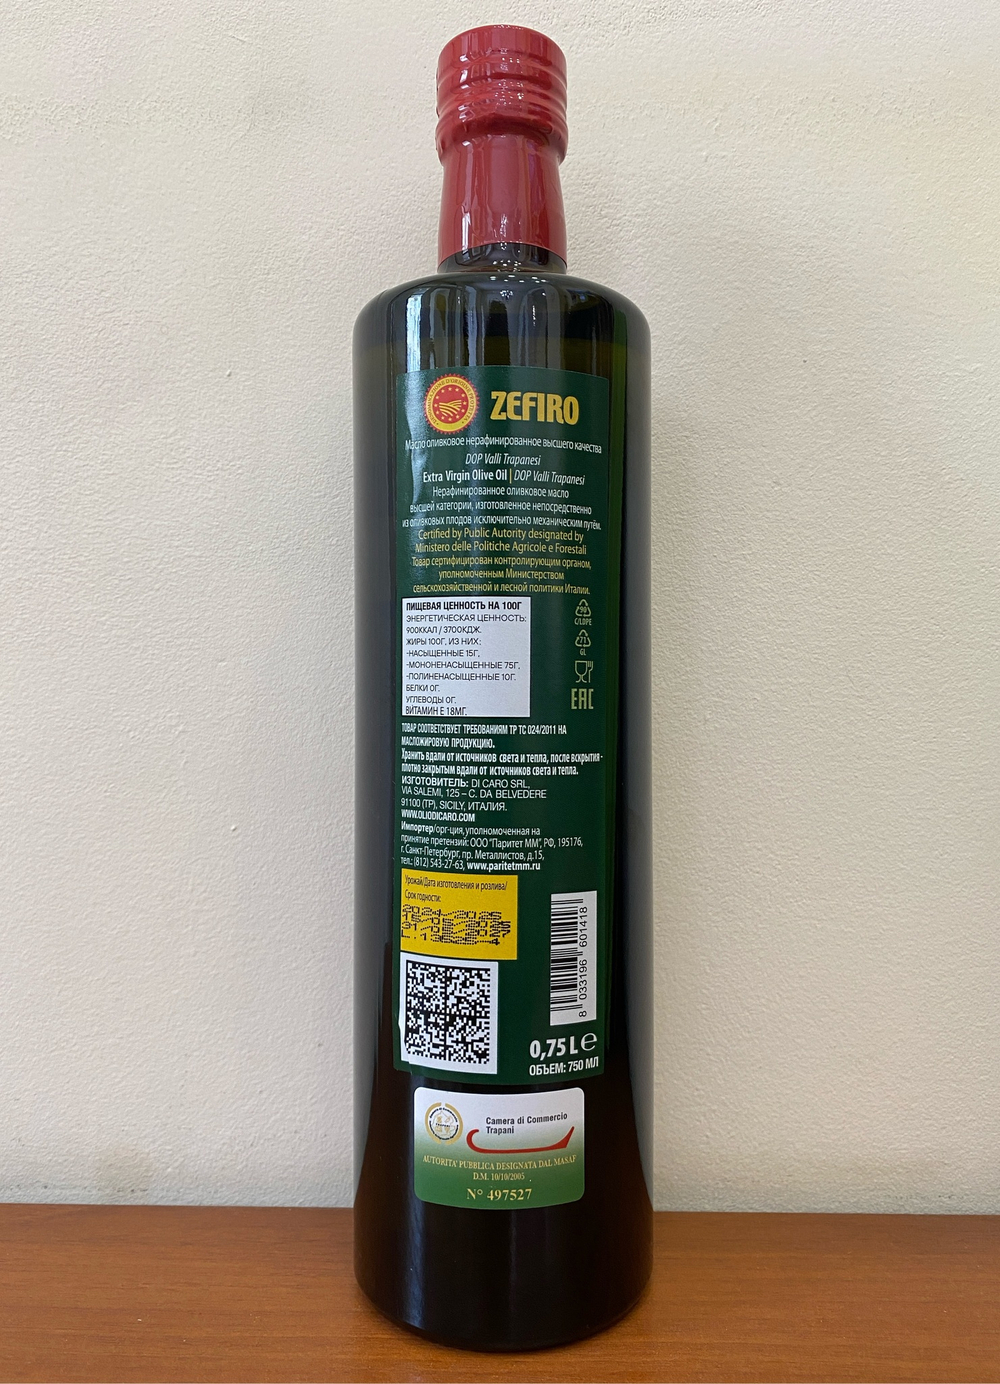 ZEFIRO
Масло оливковое нерафинированное высшего качества
DOP Valli Trapanesi
Extra Virgin Olive Oil | DOP Valli Trapanesi
Нерафинированное оливковое масло
высшей категории, изготовленное непосредственно
из оливковых плодов исключительно механическим путём.
Certified by Public Autority designated by
Ministero delle Politiche Agricole e Forestali
Товар сертифицирован контролирующим органом,
уполномоченным Министерством
сельскохозяйственной и лесной политики Италии.
ПИЩЕВАЯ ЦЕННОСТЬ НА 100Г
ЭНЕРГЕТИЧЕСКАЯ ЦЕННОСТЬ:
900ККАЛ / 3700КДЖ.
ЖИРЫ 100Г, ИЗ НИХ:
-НАСЫЩЕННЫЕ 15Г,
-МОНОНЕНАСЫЩЕННЫЕ 75Г,
-ПОЛИНЕНАСЫЩЕННЫЕ 10Г.
БЕЛКИ 0Г.
УГЛЕВОДЫ 0Г.
ВИТАМИН Е 18МГ.
90
C/LDPE
71
GL
EAC
ТОВАР СООТВЕТСТВУЕТ ТРЕБОВАНИЯМ ТР ТС 024/2011 НА
МАСЛОЖИРОВУЮ ПРОДУКЦИЮ.
Хранить вдали от источников света и тепла, после вскрытия -
плотно закрытым вдали от источников света и тепла.
ИЗГОТОВИТЕЛЬ: DI CARO SRL,
VIA SALEMI, 125 – C. DA BELVEDERE
91100 (TP). SICILY, ИТАЛИЯ.
WWW.OLIODICARO.COM
Импортер/орг-ция, уполномоченная на
принятие претензий: ООО "Паритет ММ", РФ, 195176,
г. Санкт-Петербург, пр. Металлистов, д.15,
тел.: (812) 543-27-63, www.paritetmm.ru
Урожай/Дата изготовления и розлива/
Срок годности:
2024/2025
8 033196 601418
0,75 L e
ОБЪЕМ: 750 МЛ
Camera di Commercio
Trapani
AUTORITA' PUBBLICA DESIGNATA DAL MASAF
D.M. 10/10/2005
N° 497527